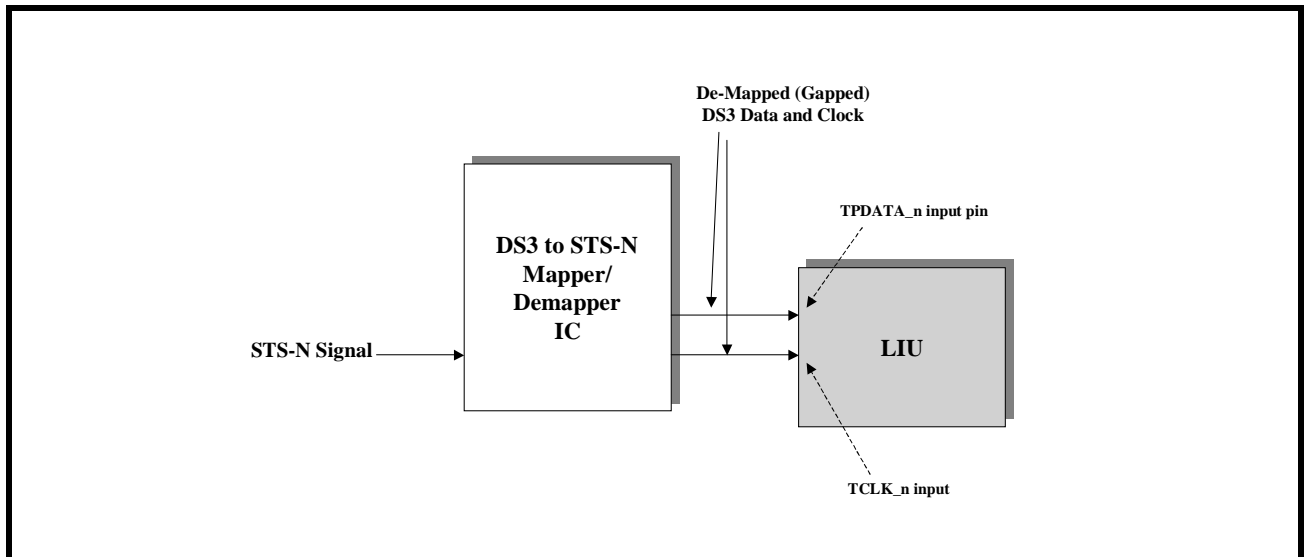 De-Mapped (Gapped)
DS3 Data and Clock
TPDATA_n input pin
DS3 to STS-N
Mapper/
Demapper
IC
STS-N Signal
LIU
TCLK_n input